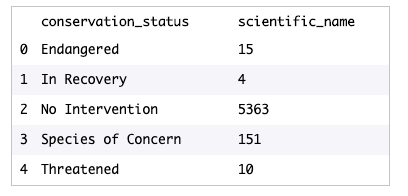 conservation_status scientific_name
0 Endangered 15
1 In Recovery 4
2 No Intervention 5363
3 Species of Concern 151
4 Threatened 10